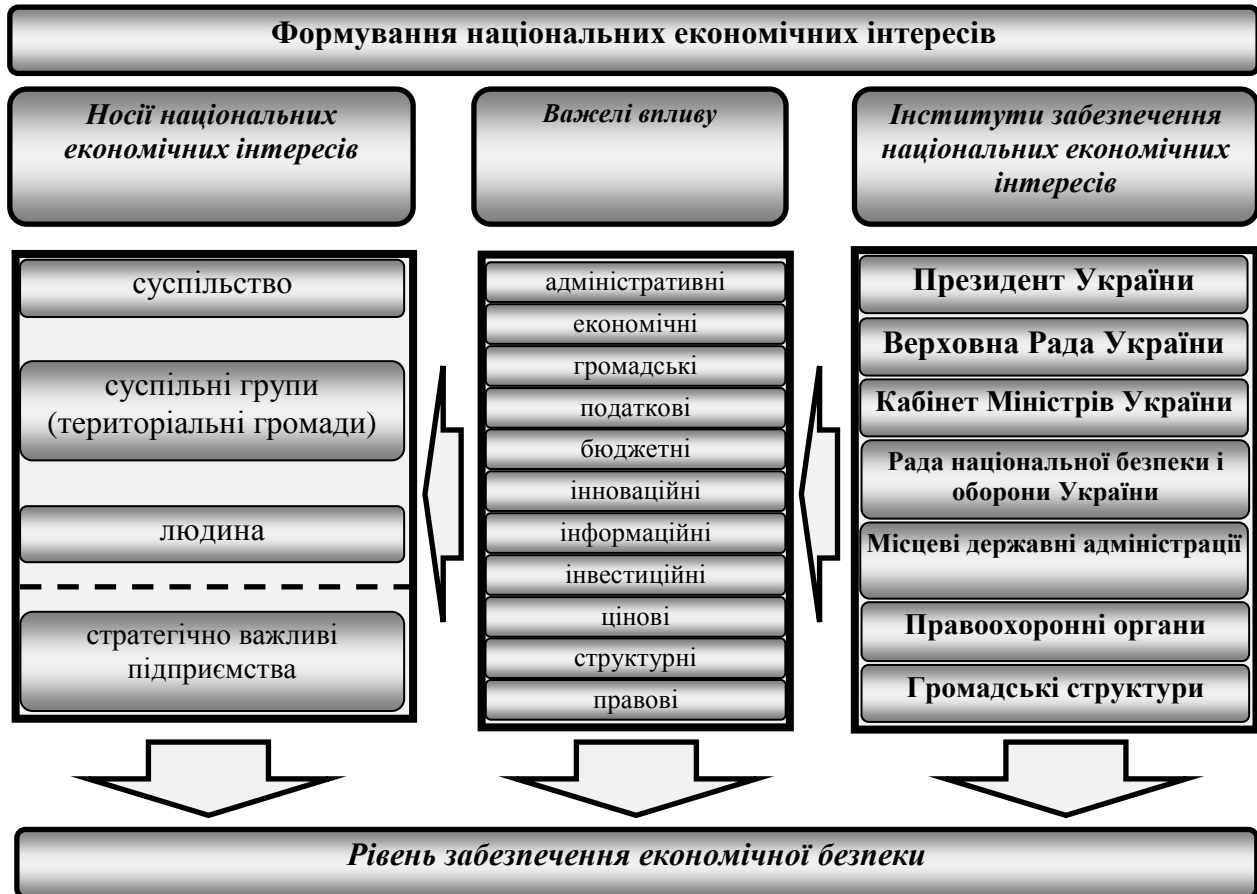 Формування національних економічних інтересів
Носії національних
економічних інтересів
Важелі впливу
Інститути забезпечення
національних економічних
інтересів
суспільство
суспільні групи
(територіальні громади)
людина
стратегічно важливі
підприємства
адміністративні
економічні
громадські
податкові
бюджетні
інноваційні
інформаційні
інвестиційні
цінові
структурні
правові
Президент України
Верховна Рада України
Кабінет Міністрів України
Рада національної безпеки і
оборони України
Місцеві державні адміністрації
Правоохоронні органи
Громадські структури
Рівень забезпечення економічної безпеки